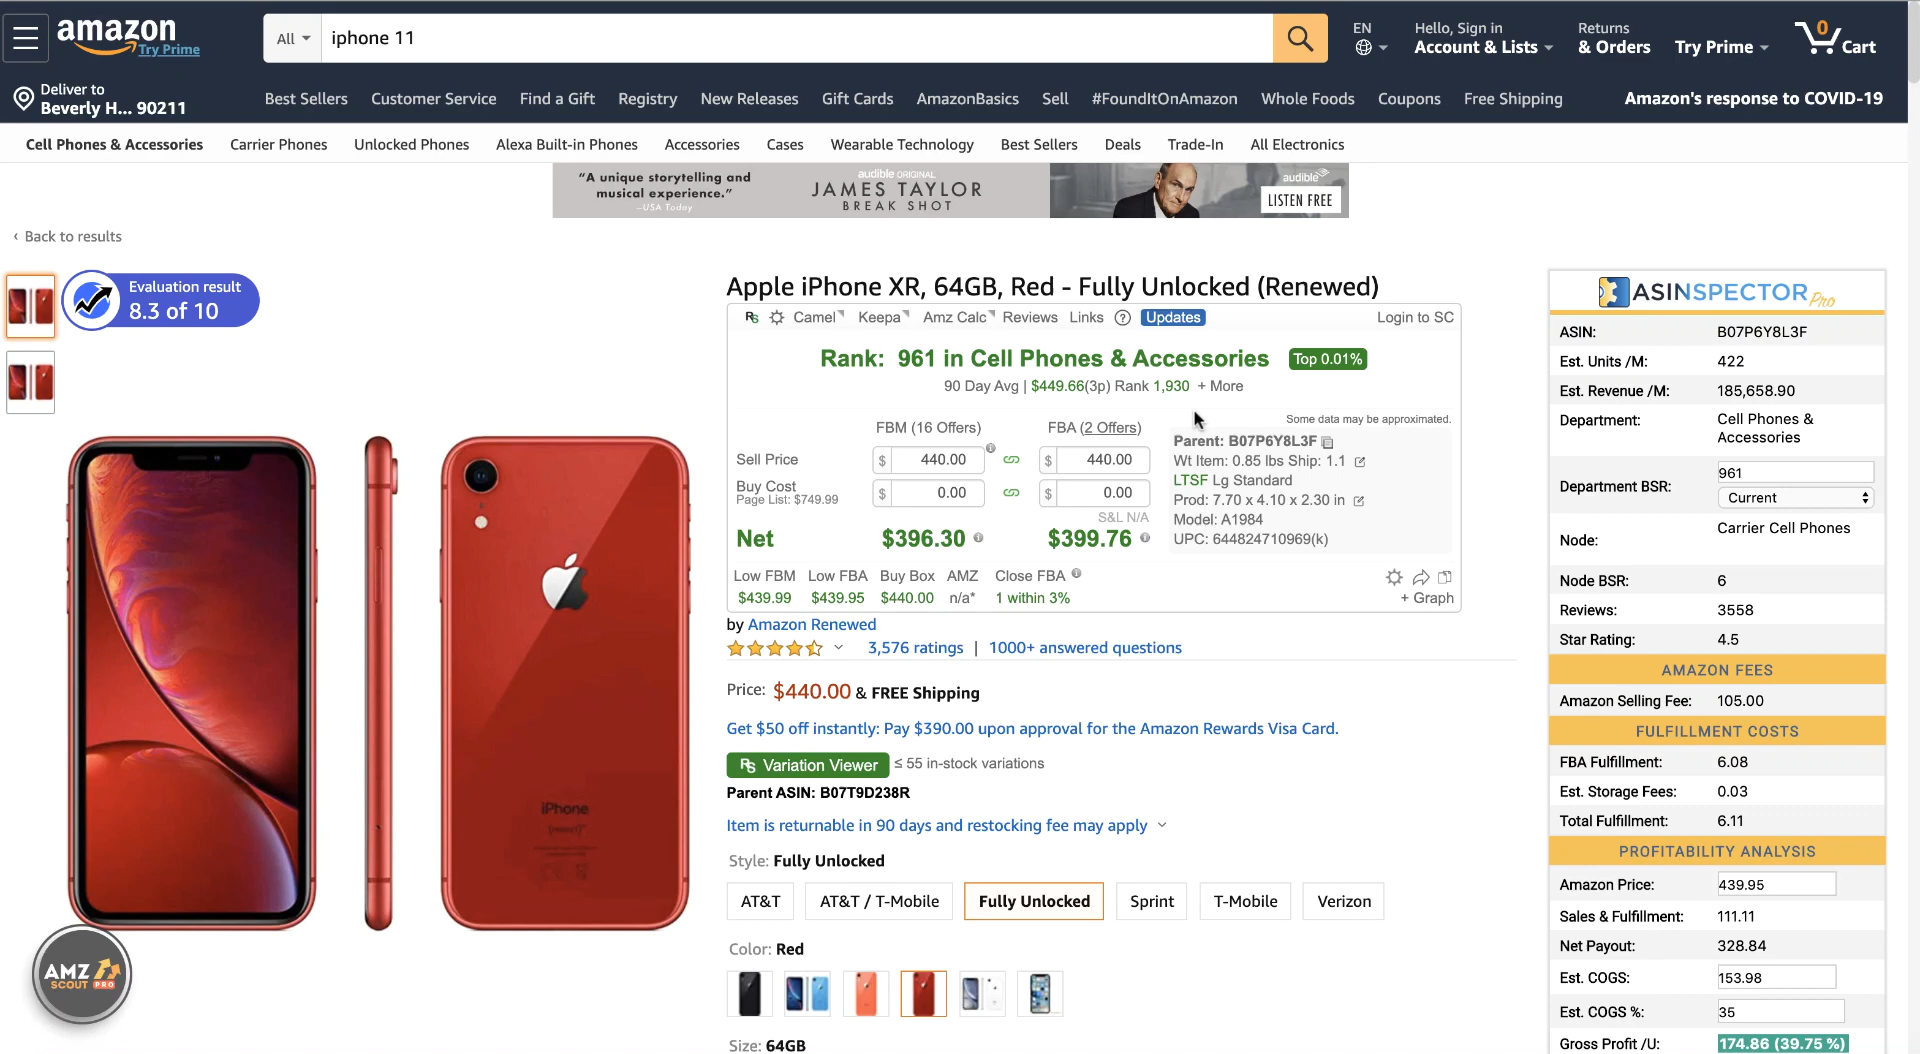 amazon
Try Prime
All
iphone 11
EN
Hello, Sign in
Account & Lists
Returns
& Orders
Try Prime
0
Cart
Deliver to
Beverly H... 90211
Best Sellers
Customer Service
Find a Gift
Registry
New Releases
Gift Cards
AmazonBasics
Sell
#FoundItOnAmazon
Whole Foods
Coupons
Free Shipping
Amazon's response to COVID-19
Cell Phones & Accessories
Carrier Phones
Unlocked Phones
Alexa Built-in Phones
Accessories
Cases
Wearable Technology
Best Sellers
Deals
Trade-In
All Electronics
“A unique storytelling and
musical experience.”
—USA Today
audible ORIGINAL
JAMES TAYLOR
BREAK SHOT
audible
LISTEN FREE
‹ Back to results
Evaluation result
8.3 of 10
iPhone
AMZ
SCOUT PRO
Apple iPhone XR, 64GB, Red - Fully Unlocked (Renewed)
RS
Camel
Keepa
Amz Calc
Reviews
Links
?
Updates
Login to SC
Rank: 961 in Cell Phones & Accessories
Top 0.01%
90 Day Avg | $449.66(3p) Rank 1,930 + More
Some data may be approximated.
FBM (16 Offers)
FBA (2 Offers)
Sell Price
$ 440.00
$ 440.00
Buy Cost
Page List: $749.99
$ 0.00
$ 0.00
S&L N/A
Net
$396.30
$399.76
Parent: B07P6Y8L3F
Wt Item: 0.85 lbs Ship: 1.1
LTSF Lg Standard
Prod: 7.70 x 4.10 x 2.30 in
Model: A1984
UPC: 644824710969(k)
Low FBM
Low FBA
Buy Box
AMZ
Close FBA
$439.99
$439.95
$440.00
n/a*
1 within 3%
+ Graph
by Amazon Renewed
3,576 ratings | 1000+ answered questions
Price: $440.00 & FREE Shipping
Get $50 off instantly: Pay $390.00 upon approval for the Amazon Rewards Visa Card.
RS Variation Viewer
≤ 55 in-stock variations
Parent ASIN: B07T9D238R
Item is returnable in 90 days and restocking fee may apply
Style: Fully Unlocked
AT&T
AT&T / T-Mobile
Fully Unlocked
Sprint
T-Mobile
Verizon
Color: Red
Size: 64GB
ASINSPECTOR Pro
ASIN: B07P6Y8L3F
Est. Units /M: 422
Est. Revenue /M: 185,658.90
Department: Cell Phones &
Accessories
Department BSR: 961
Current
Node: Carrier Cell Phones
Node BSR: 6
Reviews: 3558
Star Rating: 4.5
AMAZON FEES
Amazon Selling Fee: 105.00
FULFILLMENT COSTS
FBA Fulfillment: 6.08
Est. Storage Fees: 0.03
Total Fulfillment: 6.11
PROFITABILITY ANALYSIS
Amazon Price: 439.95
Sales & Fulfillment: 111.11
Net Payout: 328.84
Est. COGS: 153.98
Est. COGS %: 35
Gross Profit /U: 174.86 (39.75 %)